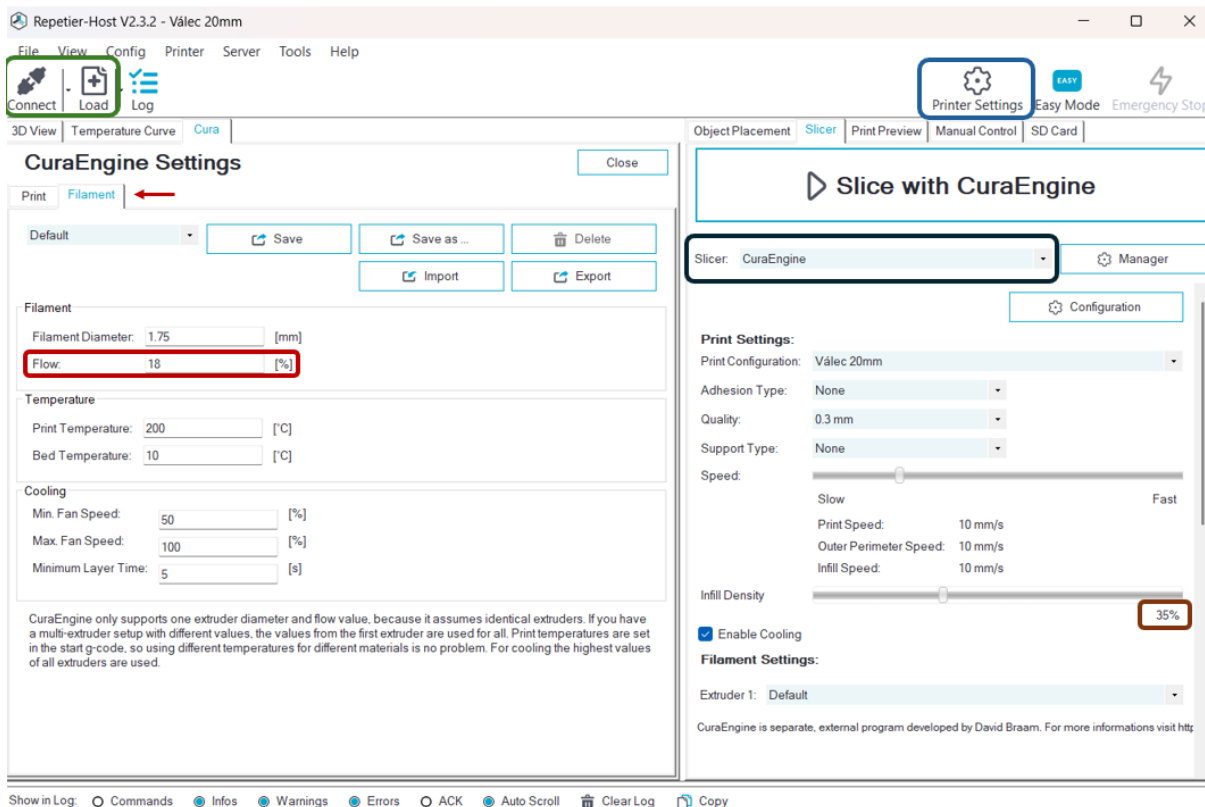 Repetier-Host V2.3.2 - Válec 20mm
File View Config Printer Server Tools Help
Connect Load Log
Printer Settings Easy Mode Emergency Stop
EASY
3D View Temperature Curve Cura
CuraEngine Settings
Close
Print Filament
Default
Save Save as ... Delete
Import Export
Filament
Filament Diameter: 1.75 [mm]
Flow: 18 [%]
Temperature
Print Temperature: 200 [°C]
Bed Temperature: 10 [°C]
Cooling
Min. Fan Speed: 50 [%]
Max. Fan Speed: 100 [%]
Minimum Layer Time: 5 [s]
CuraEngine only supports one extruder diameter and flow value, because it assumes identical extruders. If you have
a multi-extruder setup with different values, the values from the first extruder are used for all. Print temperatures are set
in the start g-code, so using different temperatures for different materials is no problem. For cooling the highest values
of all extruders are used.
Object Placement Slicer Print Preview Manual Control SD Card
Slice with CuraEngine
Slicer: CuraEngine
Manager
Configuration
Print Settings:
Print Configuration: Válec 20mm
Adhesion Type: None
Quality: 0.3 mm
Support Type: None
Speed:
Slow Fast
Print Speed: 10 mm/s
Outer Perimeter Speed: 10 mm/s
Infill Speed: 10 mm/s
Infill Density
35%
Enable Cooling
Filament Settings:
Extruder 1: Default
CuraEngine is separate, external program developed by David Braam. For more informations visit http
Show in Log: Commands Infos Warnings Errors ACK Auto Scroll Clear Log Copy